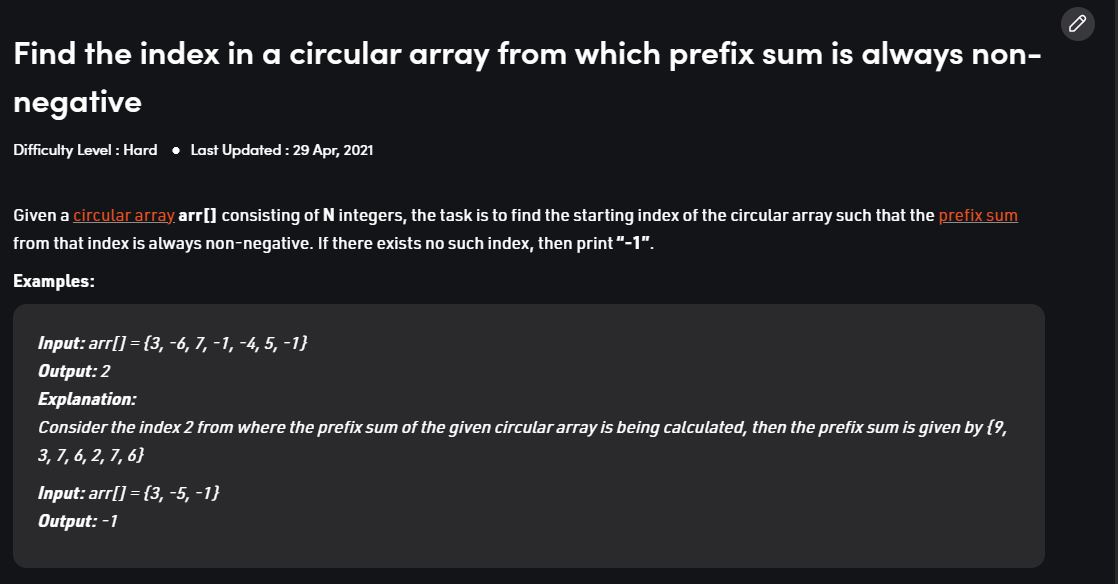 Find the index in a circular array from which prefix sum is always non-
negative
Difficulty Level : Hard • Last Updated : 29 Apr, 2021
Given a circular array arr[] consisting of N integers, the task is to find the starting index of the circular array such that the prefix sum
from that index is always non-negative. If there exists no such index, then print “-1”.
Examples:
Input: arr[] = {3, -6, 7, -1, -4, 5, -1}
Output: 2
Explanation:
Consider the index 2 from where the prefix sum of the given circular array is being calculated, then the prefix sum is given by {9,
3, 7, 6, 2, 7, 6}
Input: arr[] = {3, -5, -1}
Output: -1